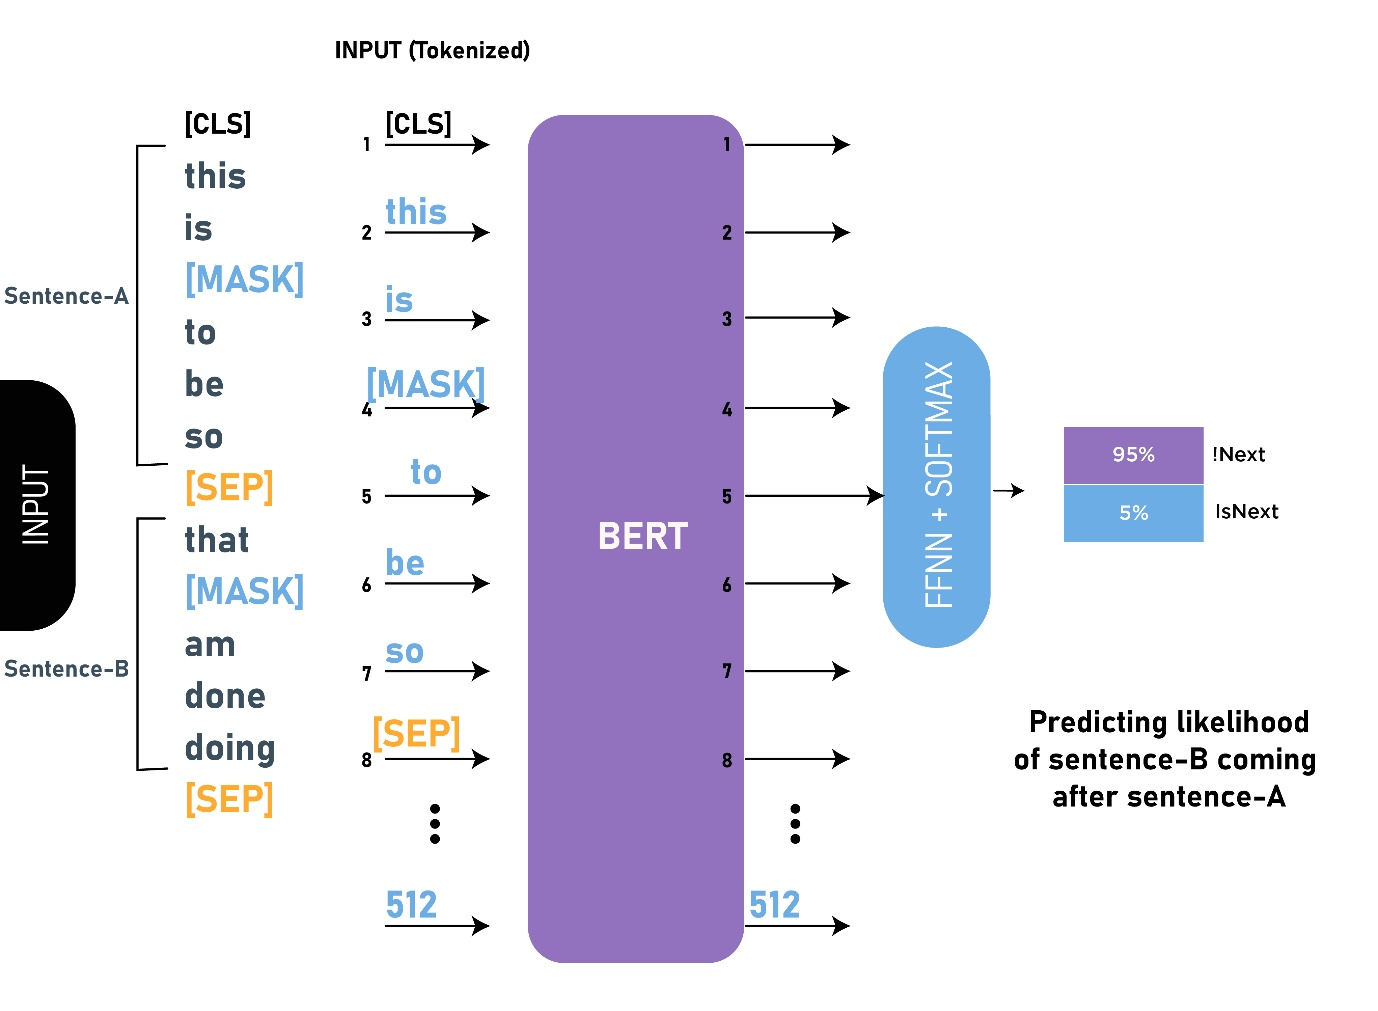 INPUT (Tokenized)
INPUT
Sentence-A
Sentence-B
[CLS]
this
is
[MASK]
to
be
so
[SEP]
that
[MASK]
am
done
doing
[SEP]
1 [CLS]
2 this
3 is
4 [MASK]
5 to
6 be
7 so
8 [SEP]
512
BERT
1
2
3
4
5
6
7
8
512
FFNN + SOFTMAX
95% !Next
5% IsNext
Predicting likelihood
of sentence-B coming
after sentence-A